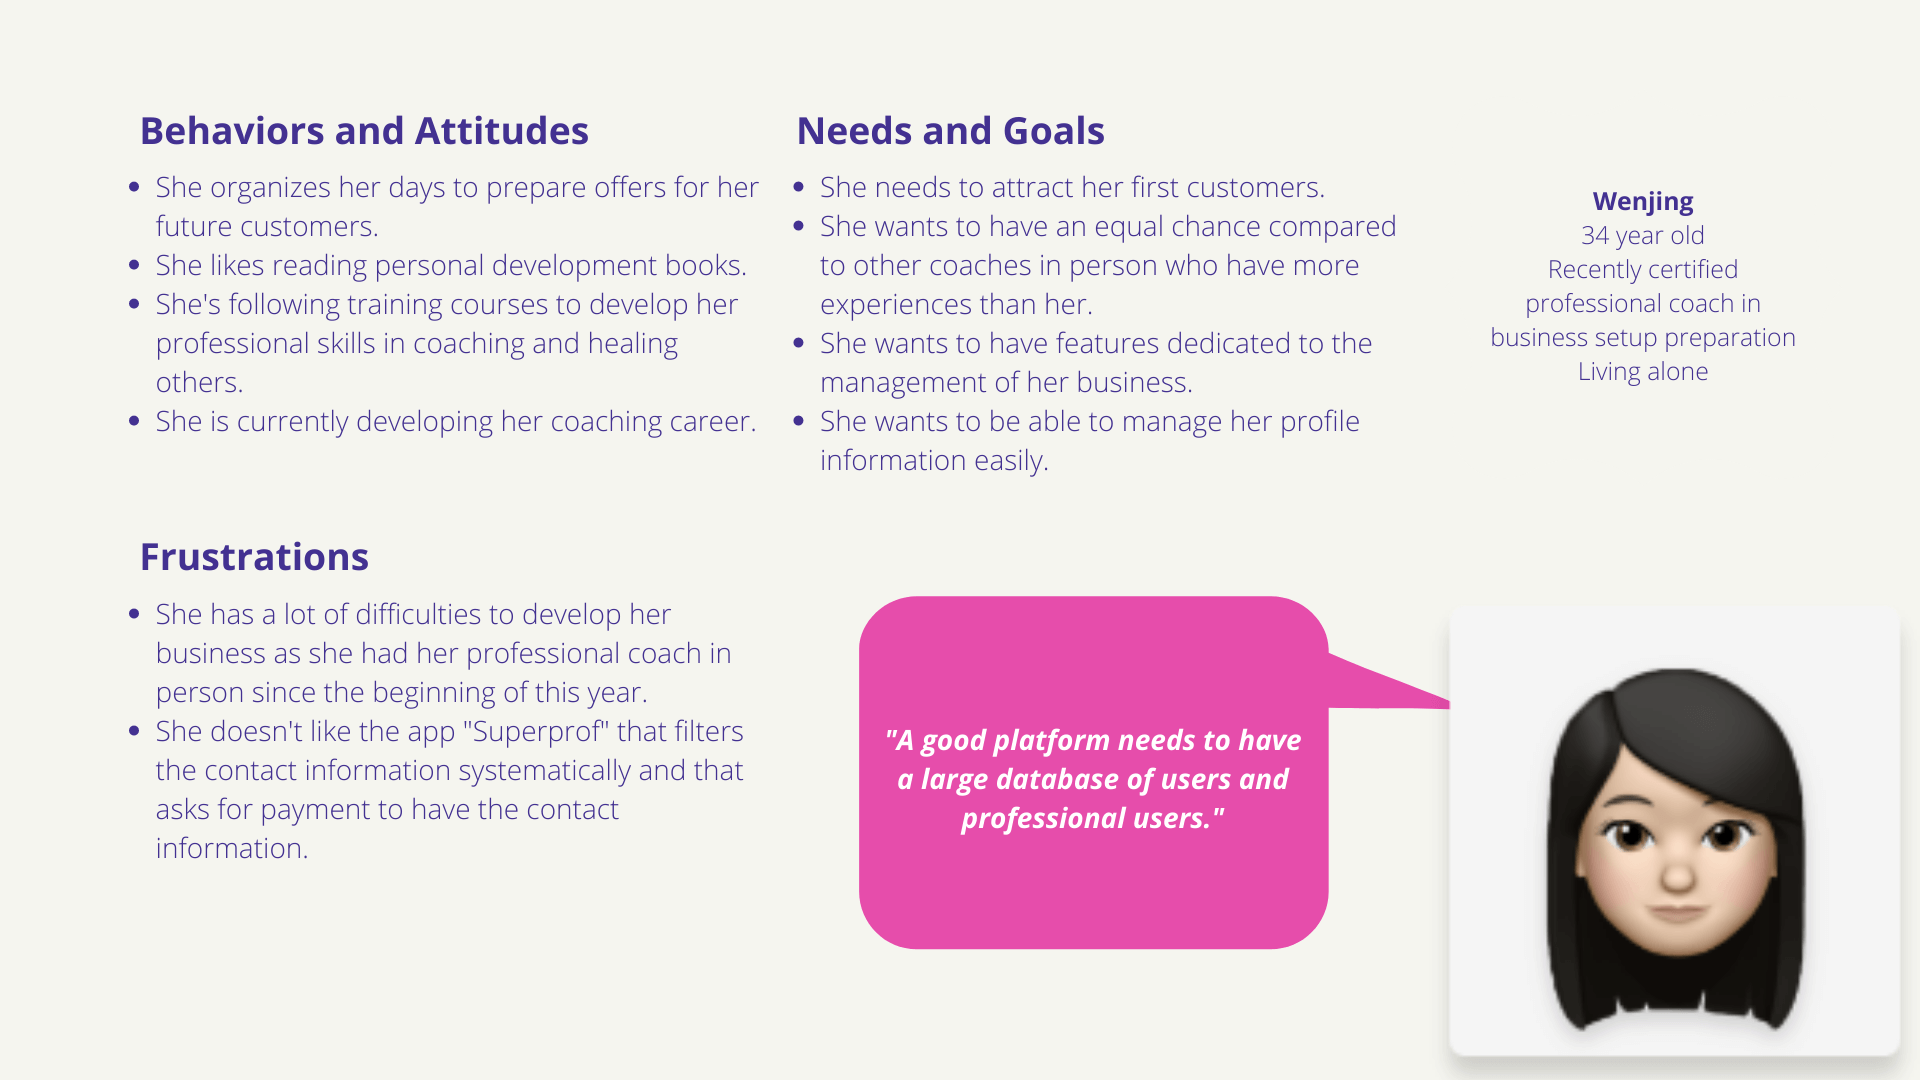 Behaviors and Attitudes
She organizes her days to prepare offers for her
future customers.
She likes reading personal development books.
She's following training courses to develop her
professional skills in coaching and healing
others.
She is currently developing her coaching career.
Needs and Goals
She needs to attract her first customers.
She wants to have an equal chance compared
to other coaches in person who have more
experiences than her.
She wants to have features dedicated to the
management of her business.
She wants to be able to manage her profile
information easily.
Wenjing
34 year old
Recently certified
professional coach in
business setup preparation
Living alone
Frustrations
She has a lot of difficulties to develop her
business as she had her professional coach in
person since the beginning of this year.
She doesn't like the app "Superprof" that filters
the contact information systematically and that
asks for payment to have the contact
information.
"A good platform needs to have
a large database of users and
professional users."